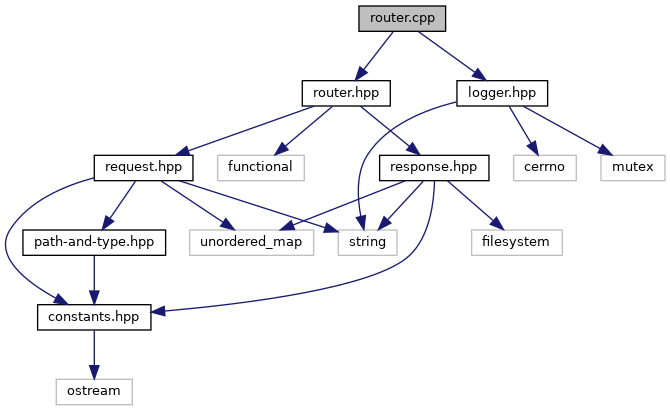 router.cpp
router.hpp
logger.hpp
request.hpp
functional
response.hpp
cerrno
mutex
path-and-type.hpp
unordered_map
string
filesystem
constants.hpp
ostream